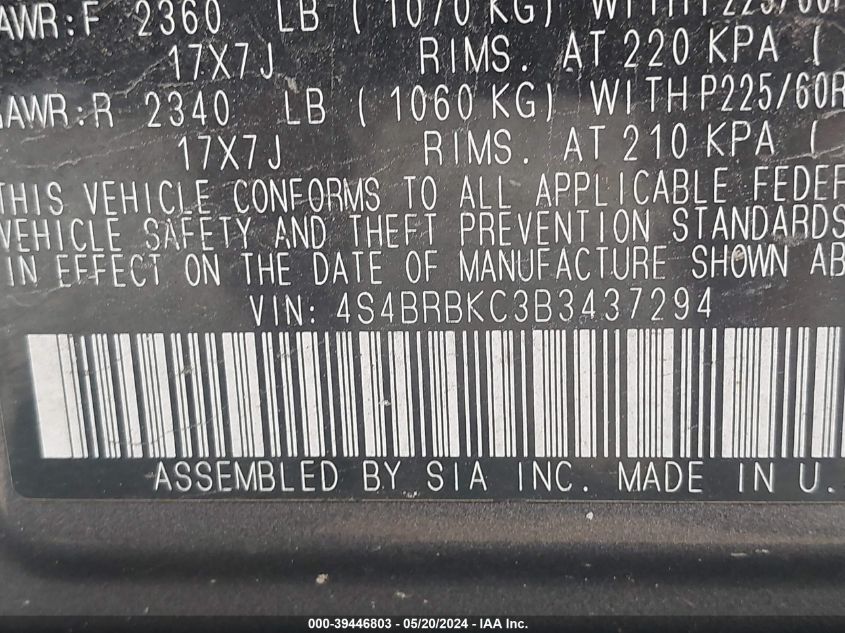 AWR:F 2360 LB ( 1070 KG) WITH P225/60R
17X7J RIMS. AT 220 KPA (
AWR:R 2340 LB ( 1060 KG) WITH P225/60R
17X7J RIMS. AT 210 KPA (
THIS VEHICLE CONFORMS TO ALL APPLICABLE FEDER
VEHICLE SAFETY AND THEFT PREVENTION STANDARDS
IN EFFECT ON THE DATE OF MANUFACTURE SHOWN AB
VIN: 4S4BRBKC3B3437294
ASSEMBLED BY SIA INC. MADE IN U.
000-39446803 — 05/20/2024 — IAA Inc.